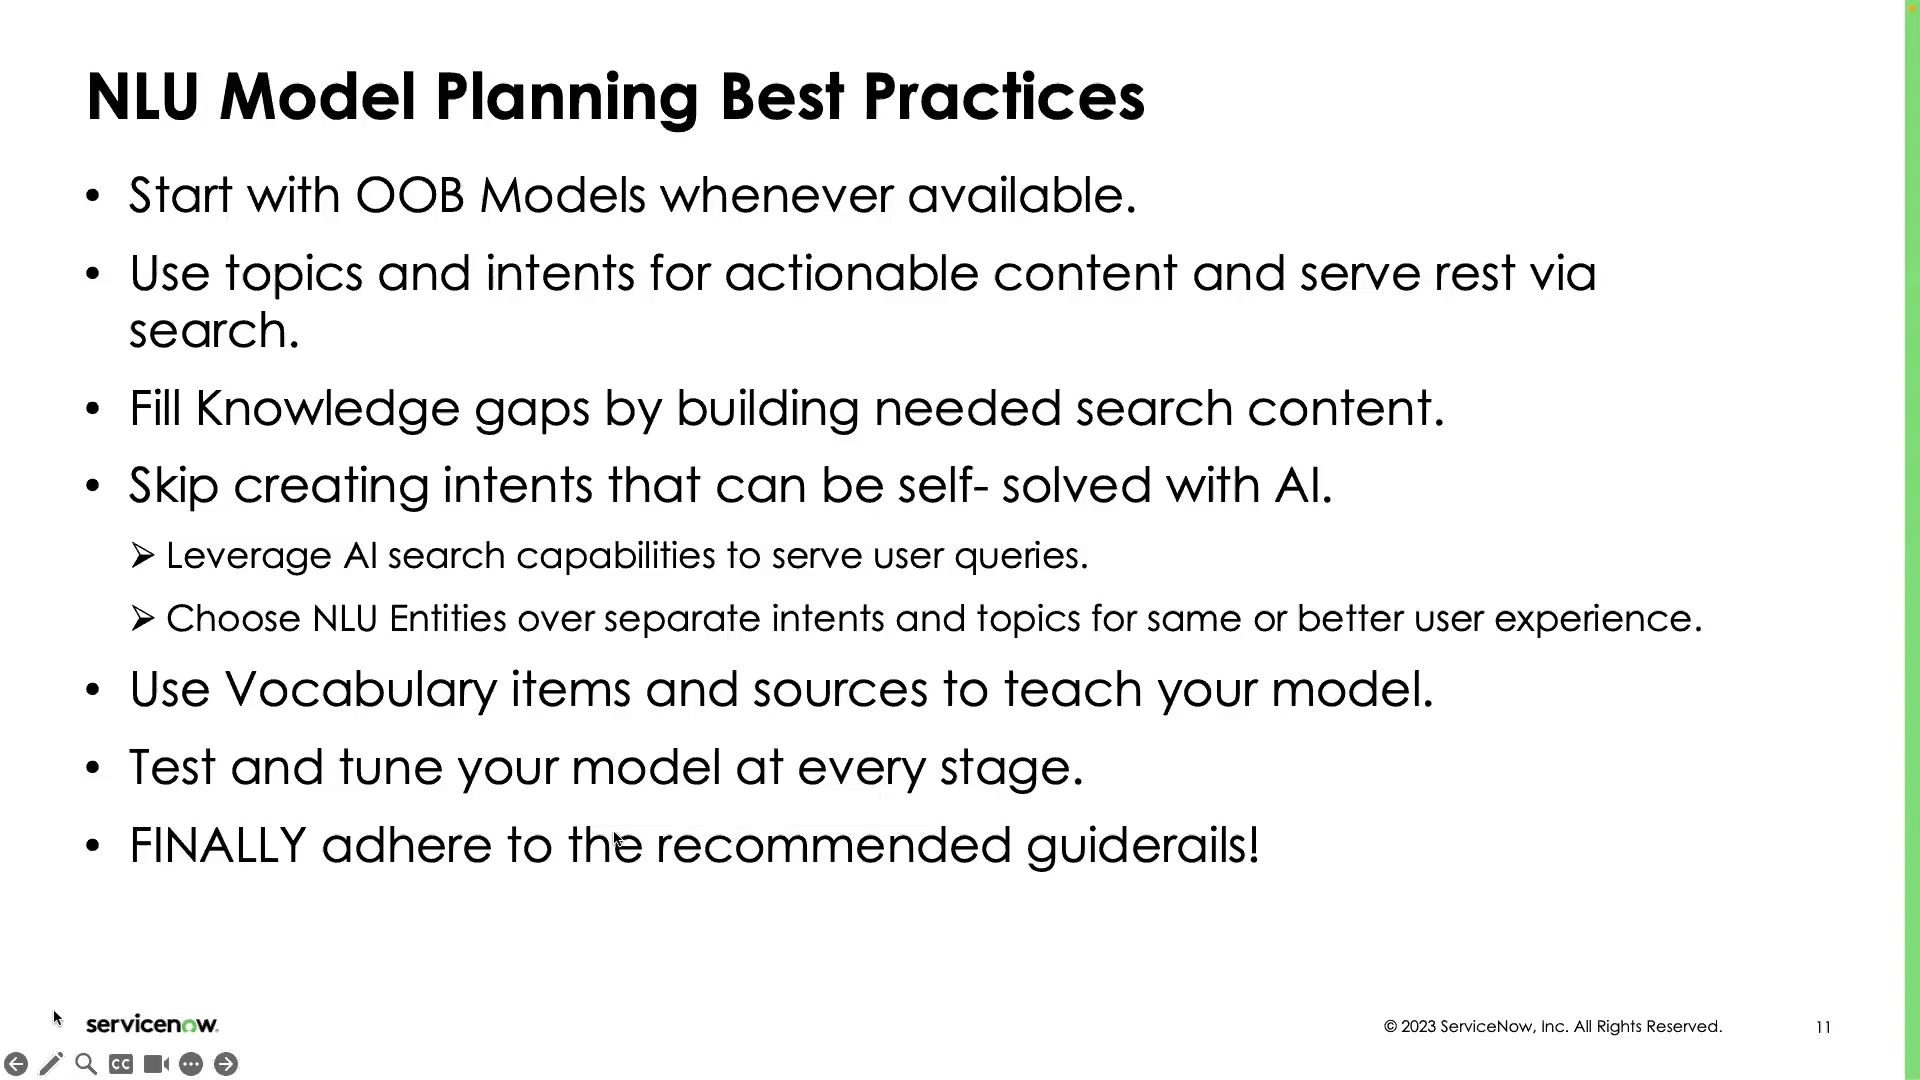 NLU Model Planning Best Practices
• Start with OOB Models whenever available.
• Use topics and intents for actionable content and serve rest via
search.
• Fill Knowledge gaps by building needed search content.
• Skip creating intents that can be self- solved with AI.
➢ Leverage AI search capabilities to serve user queries.
➢ Choose NLU Entities over separate intents and topics for same or better user experience.
• Use Vocabulary items and sources to teach your model.
• Test and tune your model at every stage.
• FINALLY adhere to the recommended guiderails!
servicenow.
© 2023 ServiceNow, Inc. All Rights Reserved.
11
CC